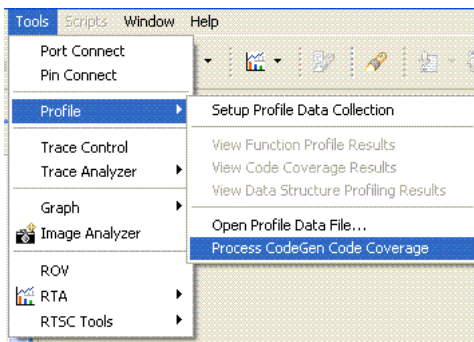 Tools Scripts Window Help
Port Connect
Pin Connect
Profile
Trace Control
Trace Analyzer
Graph
Image Analyzer
ROV
RTA
RTSC Tools
Setup Profile Data Collection
View Function Profile Results
View Code Coverage Results
View Data Structure Profiling Results
Open Profile Data File...
Process CodeGen Code Coverage